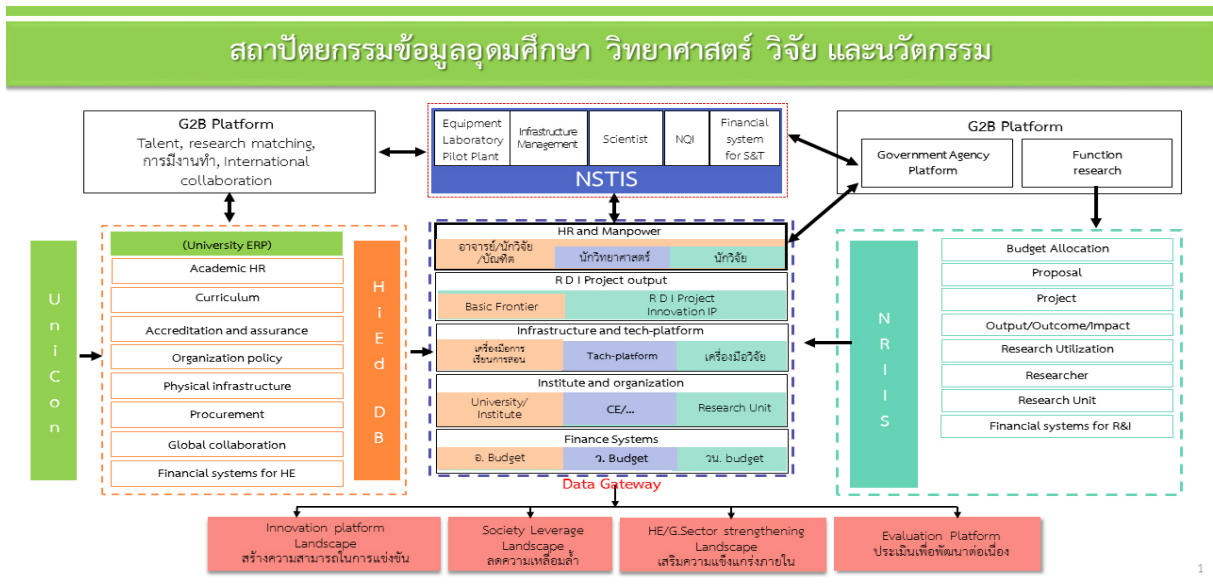 สถาปัตยกรรมข้อมูลอุดมศึกษา วิทยาศาสตร์ วิจัย และนวัตกรรม
G2B Platform
Talent, research matching,
การมีงานทำ, International
collaboration
Equipment
Laboratory
Pilot Plant
Infrastructure
Management
Scientist
NQI
Financial
system
for S&T
NSTIS
G2B Platform
Government Agency
Platform
Function
research
UniCon
(University ERP)
Academic HR
Curriculum
Accreditation and assurance
Organization policy
Physical infrastructure
Procurement
Global collaboration
Financial systems for HE
HiEd DB
HR and Manpower
อาจารย์/นักวิจัย
/บัณฑิต
นักวิทยาศาสตร์
นักวิจัย
R D I Project output
Basic Frontier
R D I Project
Innovation IP
Infrastructure and tech-platform
เครื่องมือการ
เรียนการสอน
Tach-platform
เครื่องมือวิจัย
Institute and organization
University/
Institute
CE/...
Research Unit
Finance Systems
อ. Budget
ว. Budget
วน. budget
Data Gateway
NRIIS
Budget Allocation
Proposal
Project
Output/Outcome/Impact
Research Utilization
Researcher
Research Unit
Financial systems for R&I
Innovation platform
Landscape
สร้างความสามารถในการแข่งขัน
Society Leverage
Landscape
ลดความเหลื่อมล้ำ
HE/G.Sector strengthening
Landscape
เสริมความแข็งแกร่งภายใน
Evaluation Platform
ประเมินเพื่อพัฒนาต่อเนื่อง
1